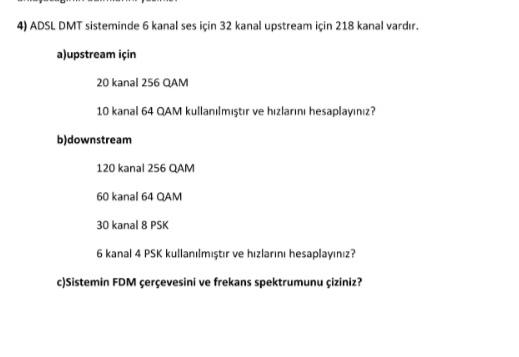 4) ADSL DMT sisteminde 6 kanal ses için 32 kanal upstream için 218 kanal vardır.
a)upstream için
20 kanal 256 QAM
10 kanal 64 QAM kullanılmıştır ve hızlarını hesaplayınız?
b)downstream
120 kanal 256 QAM
60 kanal 64 QAM
30 kanal 8 PSK
6 kanal 4 PSK kullanılmıştır ve hızlarını hesaplayınız?
c)Sistemin FDM çerçevesini ve frekans spektrumunu çiziniz?